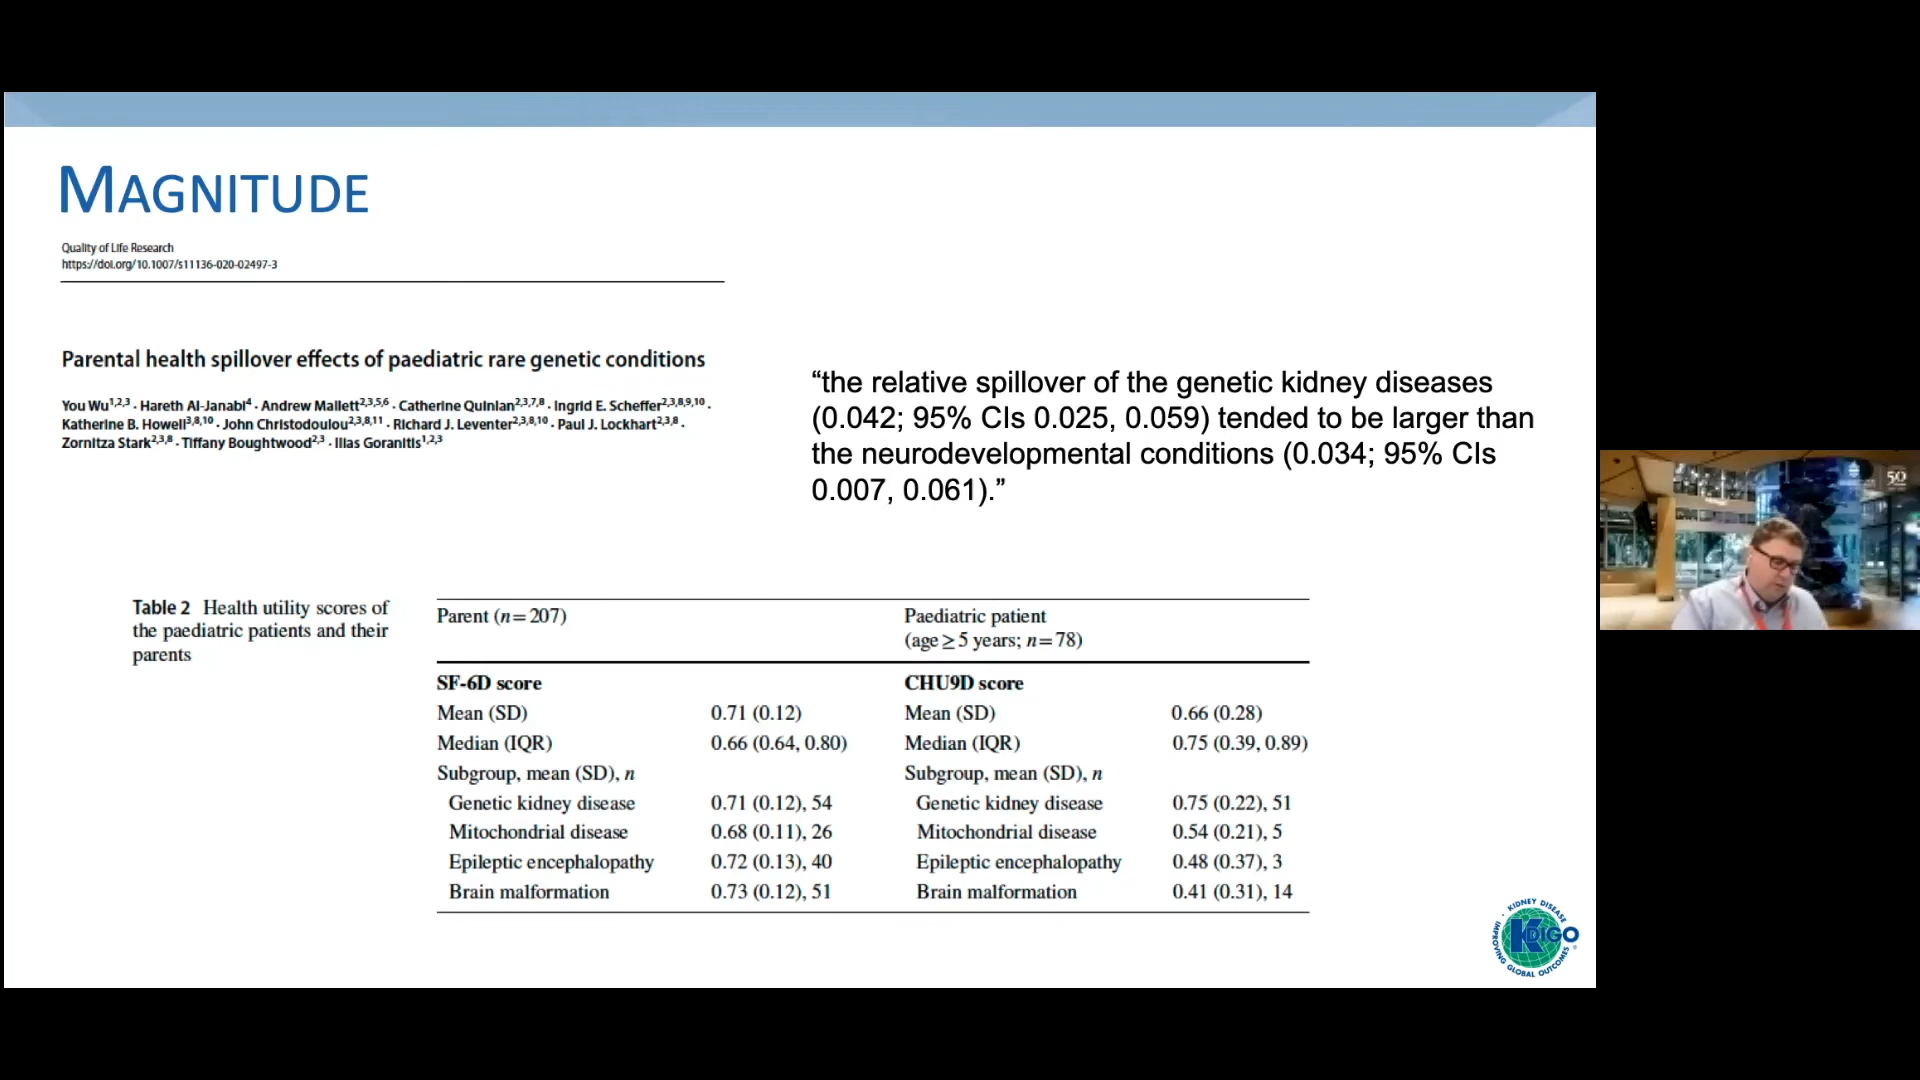 MAGNITUDE
Quality of Life Research
https://doi.org/10.1007/s11136-020-02497-3
Parental health spillover effects of paediatric rare genetic conditions
You Wu1,2,3 · Hareth Al-Janabi4 · Andrew Mallett2,3,5,6 · Catherine Quinlan2,3,7,8 · Ingrid E. Scheffer2,3,8,9,10 ·
Katherine B. Howell3,8,10 · John Christodoulou2,3,8,11 · Richard J. Leventer2,3,8,10 · Paul J. Lockhart2,3,8 ·
Zornitza Stark2,3,8 · Tiffany Boughtwood2,3 · Ilias Goranitis1,2,3
“the relative spillover of the genetic kidney diseases
(0.042; 95% CIs 0.025, 0.059) tended to be larger than
the neurodevelopmental conditions (0.034; 95% CIs
0.007, 0.061).”
Table 2 Health utility scores of
the paediatric patients and their
parents
Parent (n=207) Paediatric patient
(age ≥ 5 years; n=78)
SF-6D score CHU9D score
Mean (SD) 0.71 (0.12) Mean (SD) 0.66 (0.28)
Median (IQR) 0.66 (0.64, 0.80) Median (IQR) 0.75 (0.39, 0.89)
Subgroup, mean (SD), n Subgroup, mean (SD), n
Genetic kidney disease 0.71 (0.12), 54 Genetic kidney disease 0.75 (0.22), 51
Mitochondrial disease 0.68 (0.11), 26 Mitochondrial disease 0.54 (0.21), 5
Epileptic encephalopathy 0.72 (0.13), 40 Epileptic encephalopathy 0.48 (0.37), 3
Brain malformation 0.73 (0.12), 51 Brain malformation 0.41 (0.31), 14
KIDNEY DISEASE
KDIGO
IMPROVING GLOBAL OUTCOMES
50